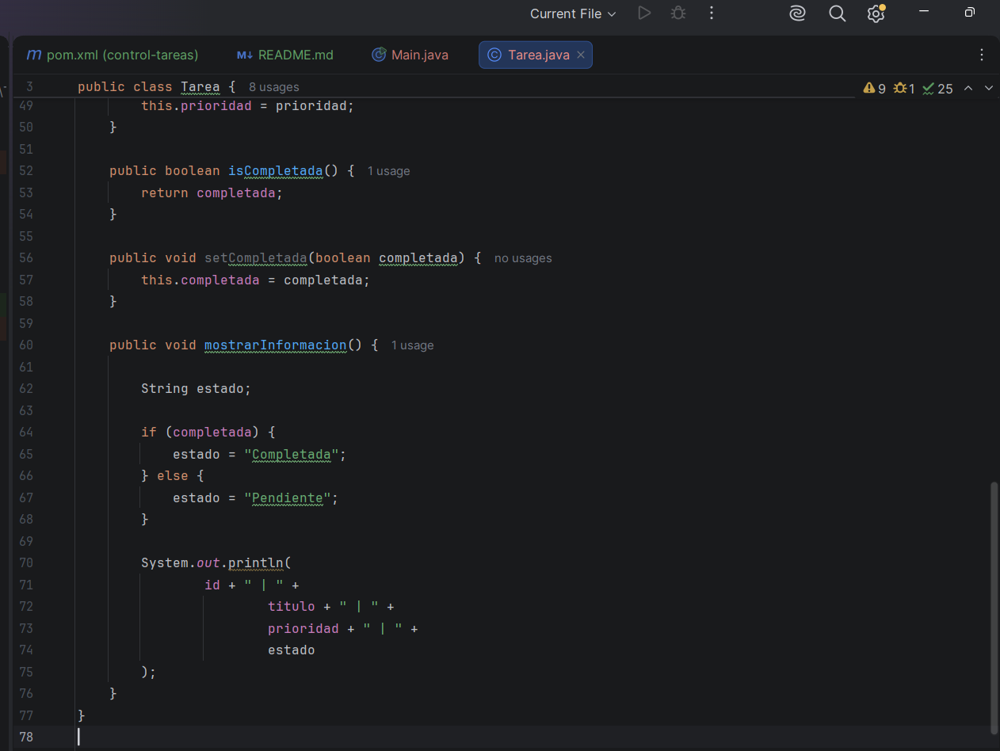 Current File
pom.xml (control-tareas) README.md Main.java Tarea.java
3 public class Tarea { 8 usages 9 1 25
49 this.prioridad = prioridad;
50 }
51
52 public boolean isCompletada() { 1 usage
53 return completada;
54 }
55
56 public void setCompletada(boolean completada) { no usages
57 this.completada = completada;
58 }
59
60 public void mostrarInformacion() { 1 usage
61
62 String estado;
63
64 if (completada) {
65 estado = "Completada";
66 } else {
67 estado = "Pendiente";
68 }
69
70 System.out.println(
71 id + " | " +
72 titulo + " | " +
73 prioridad + " | " +
74 estado
75 );
76 }
77 }
78